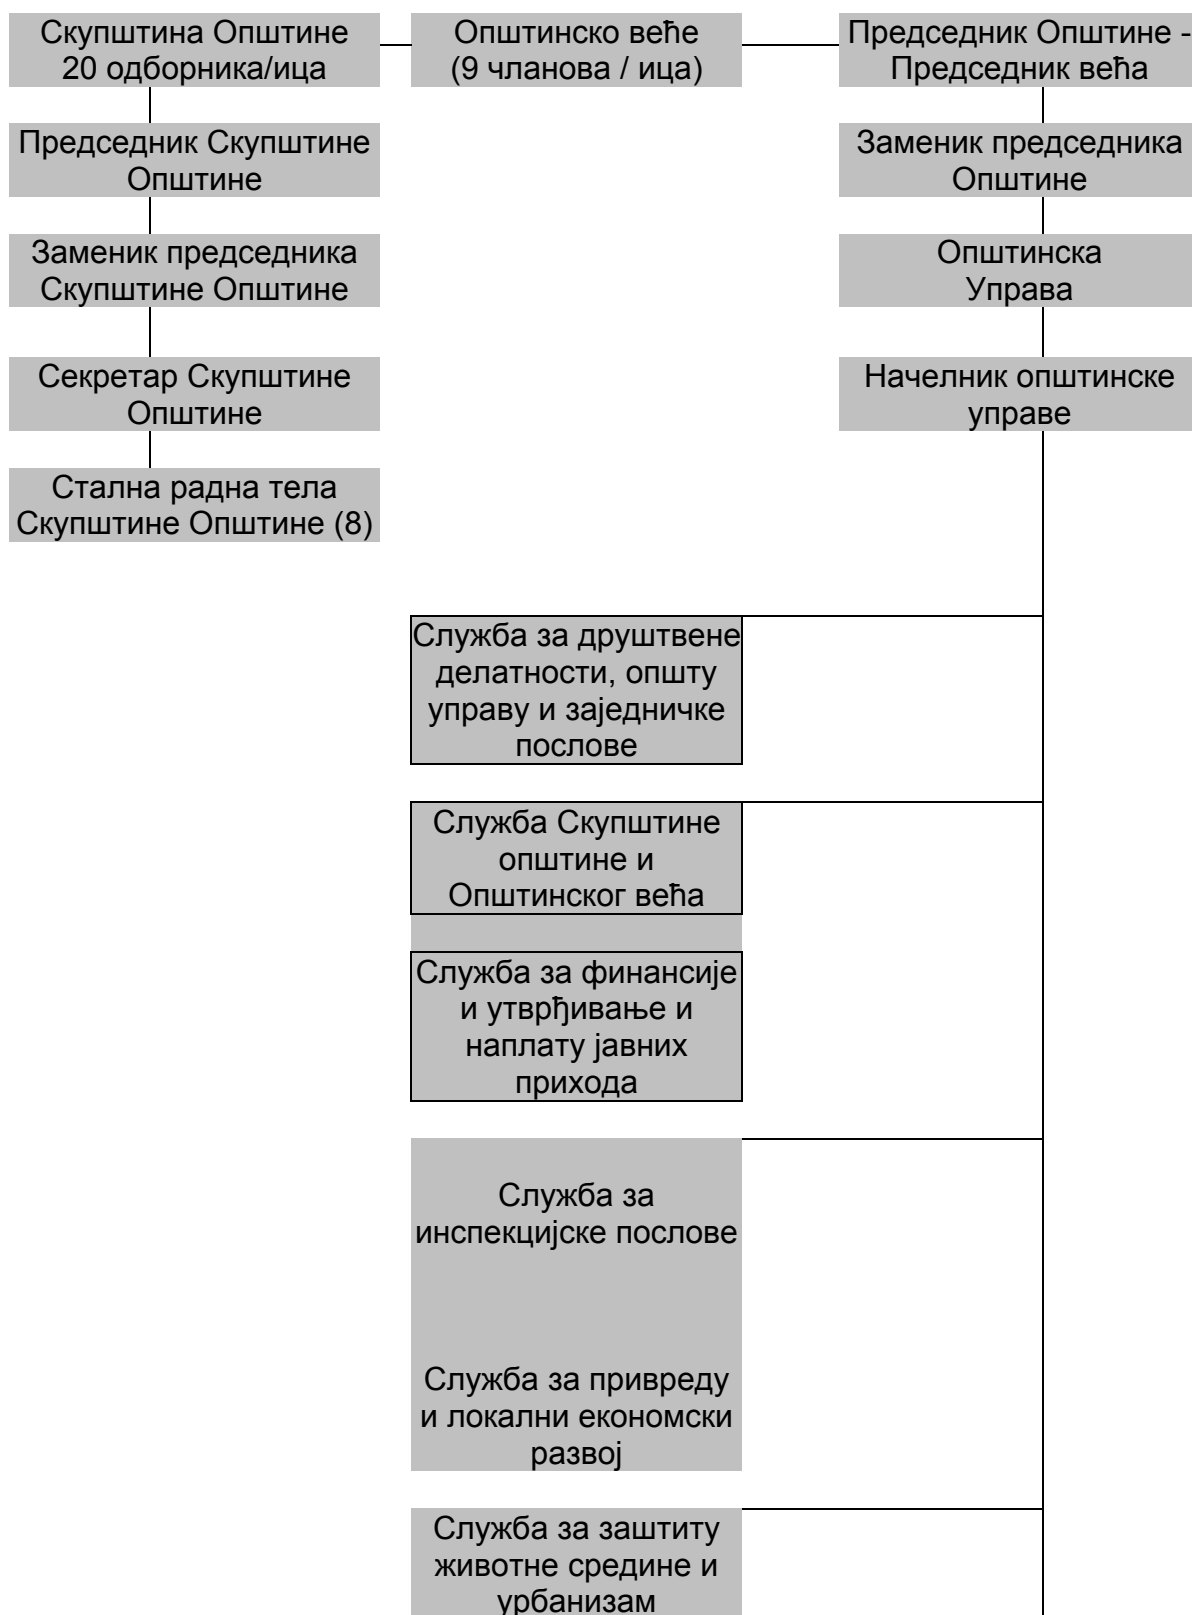 Скупштина Општине
20 одборника/ица
Општинско веће
(9 чланова / ица)
Председник Општине -
Председник већа
Председник Скупштине
Општине
Заменик председника
Општине
Заменик председника
Скупштине Општине
Општинска
Управа
Секретар Скупштине
Општине
Начелник општинске
управе
Стална радна тела
Скупштине Општине (8)
Служба за друштвене
делатности, општу
управу и заједничке
послове
Служба Скупштине
општине и
Општинског већа
Служба за финансије
и утврђивање и
наплату јавних
прихода
Служба за
инспекцијске послове
Служба за привреду
и локални економски
развој
Служба за заштиту
животне средине и
урбанизам